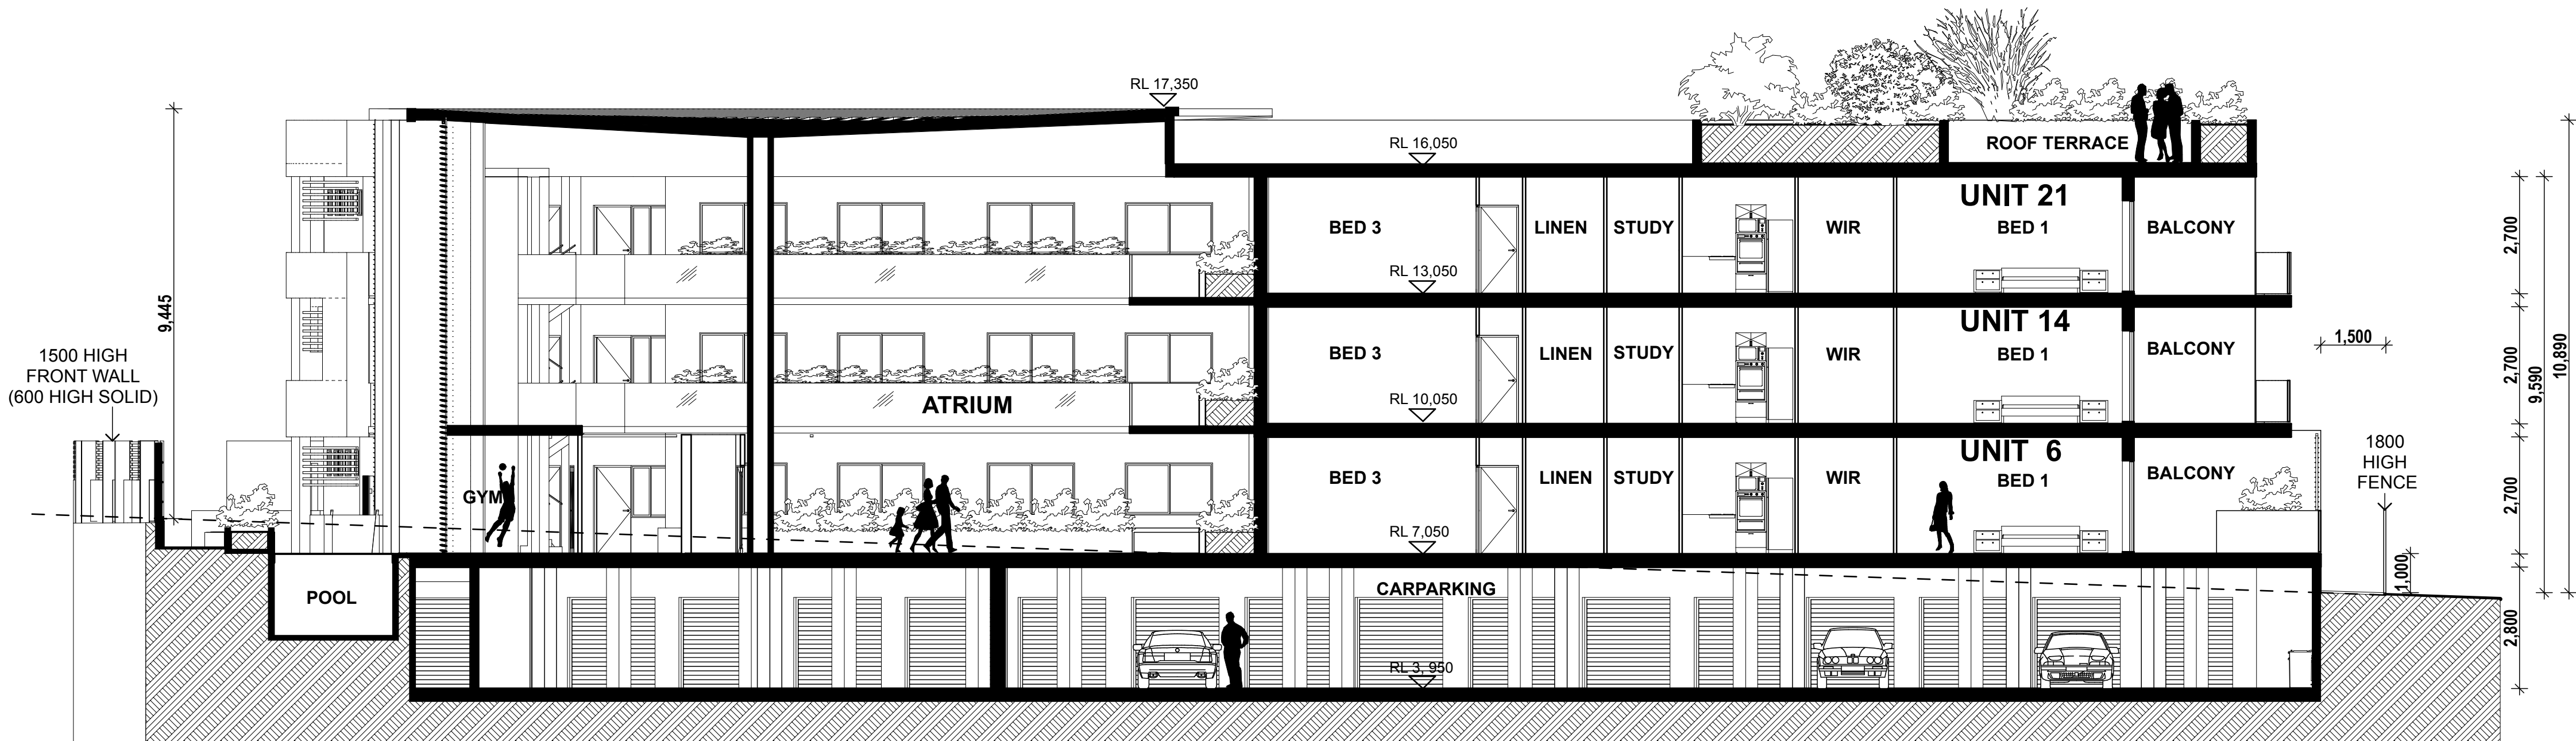 RL 17,350
RL 16,050
ROOF TERRACE
UNIT 21
BED 3
LINEN
STUDY
WIR
BED 1
BALCONY
2,700
RL 13,050
9,445
UNIT 14
1500 HIGH
FRONT WALL
(600 HIGH SOLID)
BED 3
LINEN
STUDY
WIR
BED 1
BALCONY
1,500
2,700
9,590
10,890
ATRIUM
RL 10,050
UNIT 6
GYM
BED 3
LINEN
STUDY
WIR
BED 1
BALCONY
1800
HIGH
FENCE
2,700
RL 7,050
1,000
POOL
CARPARKING
2,800
RL 3, 950